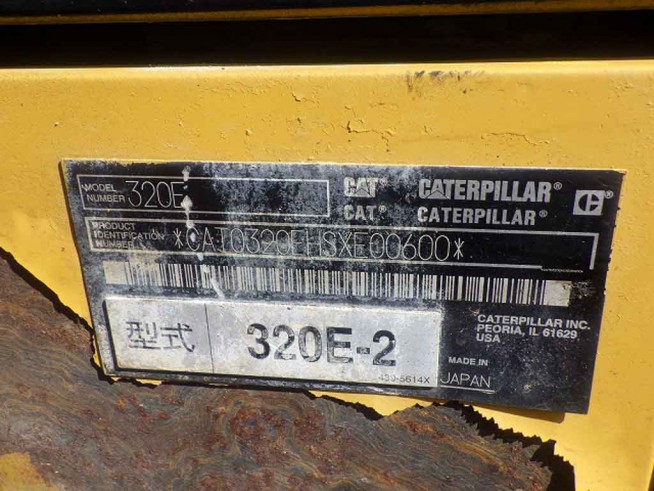 MODEL NUMBER 320E
CAT® CATERPILLAR®
CAT® CATERPILLAR®
PRODUCT IDENTIFICATION NUMBER *CAT0320EHSXE00600*
型式 320E-2
CATERPILLAR INC.
PEORIA, IL 61629
USA
MADE IN JAPAN